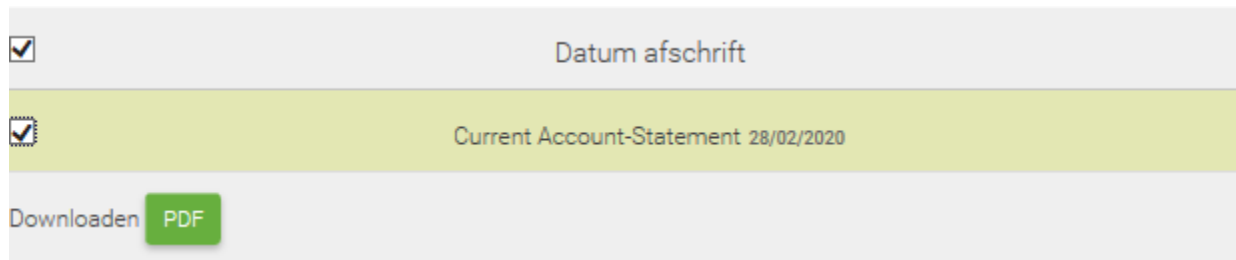 Datum afschrift
Current Account-Statement 28/02/2020
Downloaden PDF